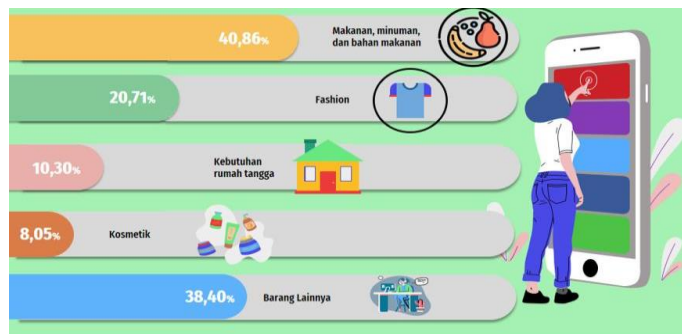 40,86%
Makanan, minuman,
dan bahan makanan
20,71%
Fashion
10,30%
Kebutuhan
rumah tangga
8,05%
Kosmetik
38,40%
Barang Lainnya